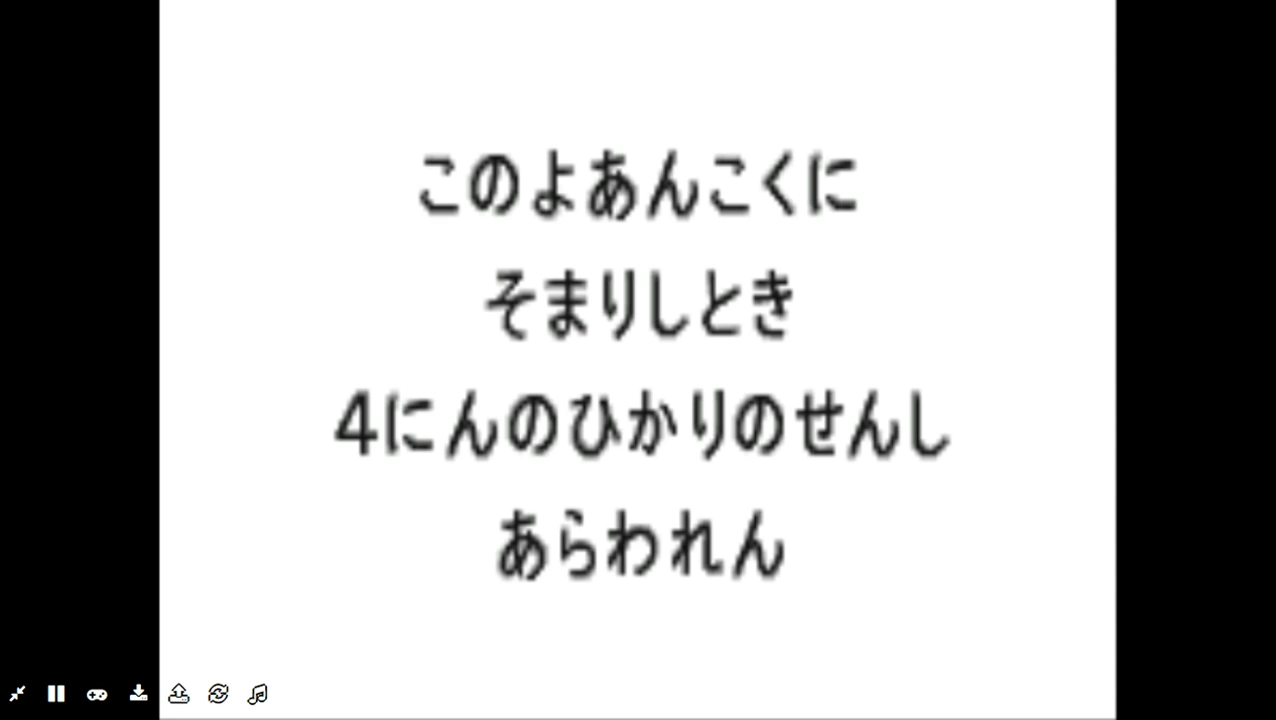 このよあんこくに
そまりしとき
4にんのひかりのせんし
あらわれん